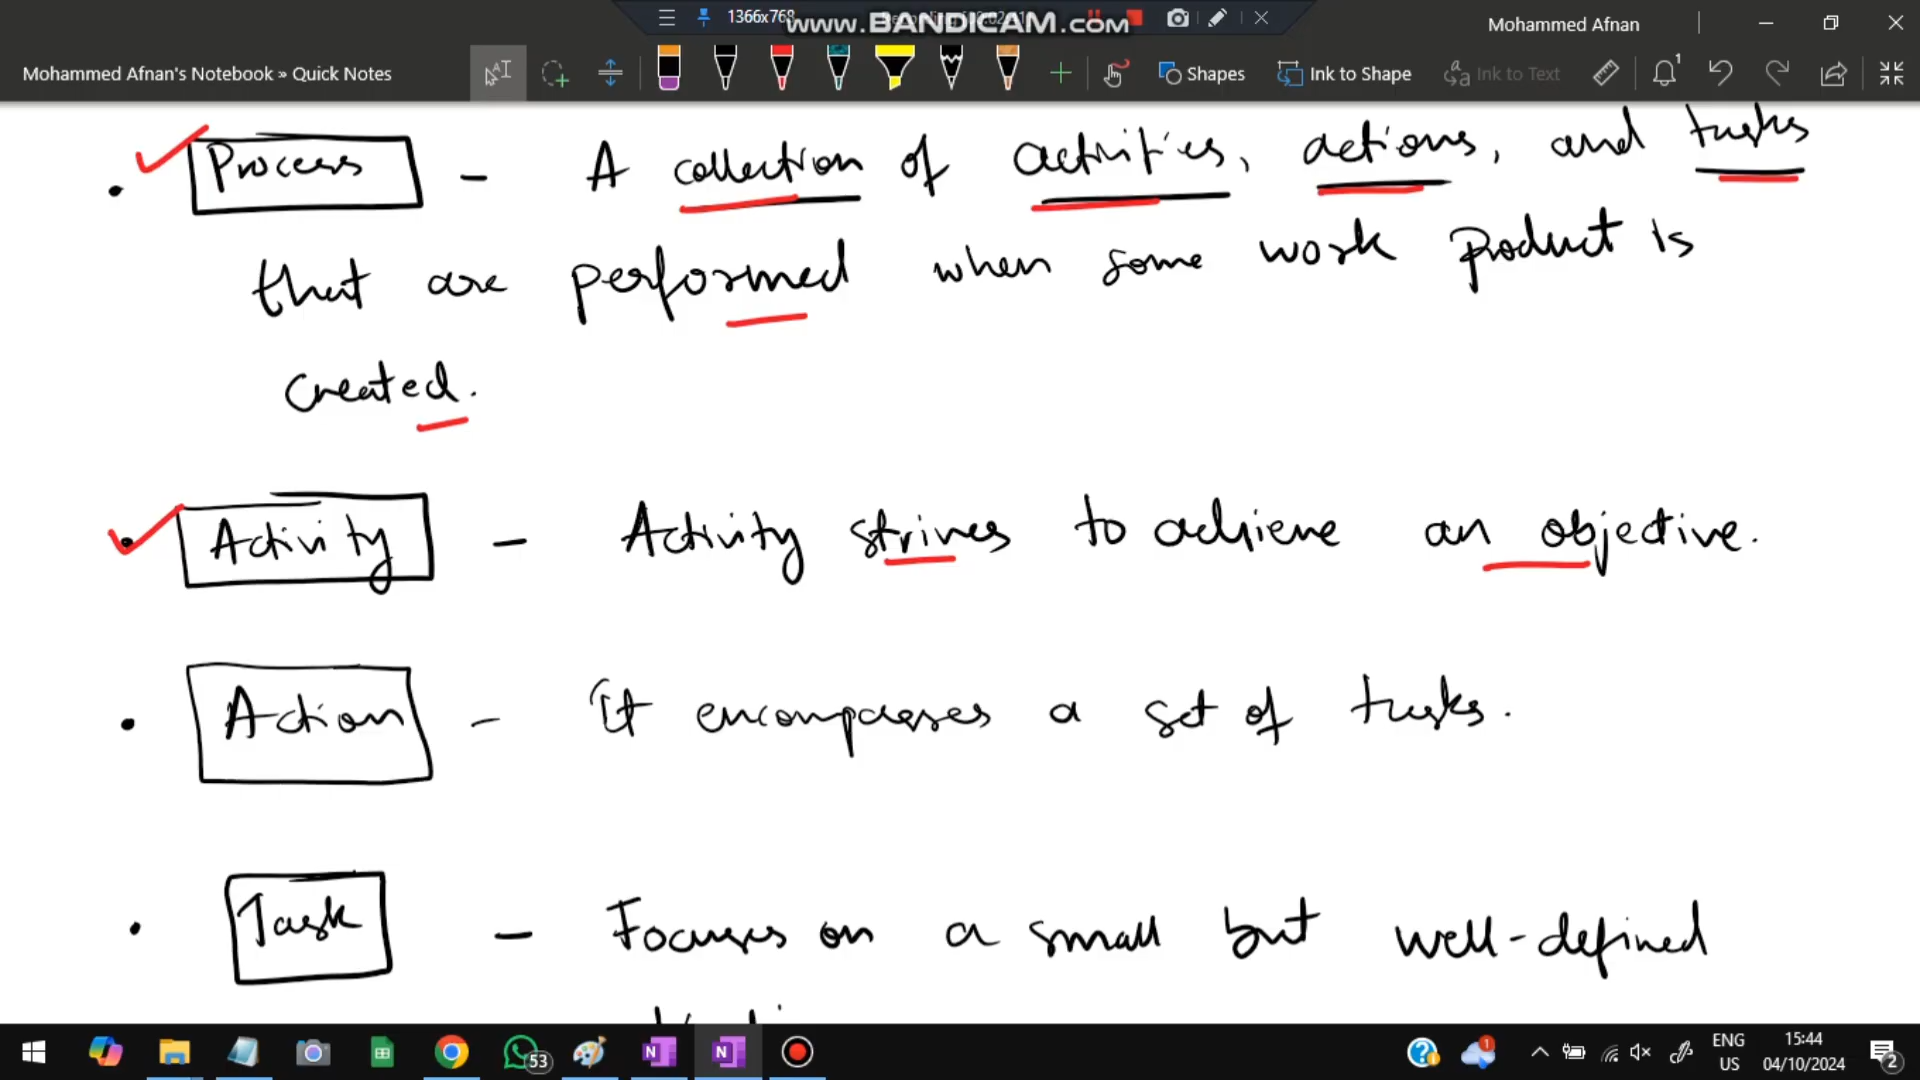 1366x768
www.BANDICAM.com
Mohammed Afnan
Mohammed Afnan's Notebook » Quick Notes
Shapes
Ink to Shape
Ink to Text
1
• Process - A collection of activities, actions, and tasks
that are performed when some work product is
created.
• Activity - Activity strives to achieve an objective.
• Action - It encompasses a set of tasks.
• Task - Focuses on a small but well-defined
53
1
ENG
US
15:44
04/10/2024
2